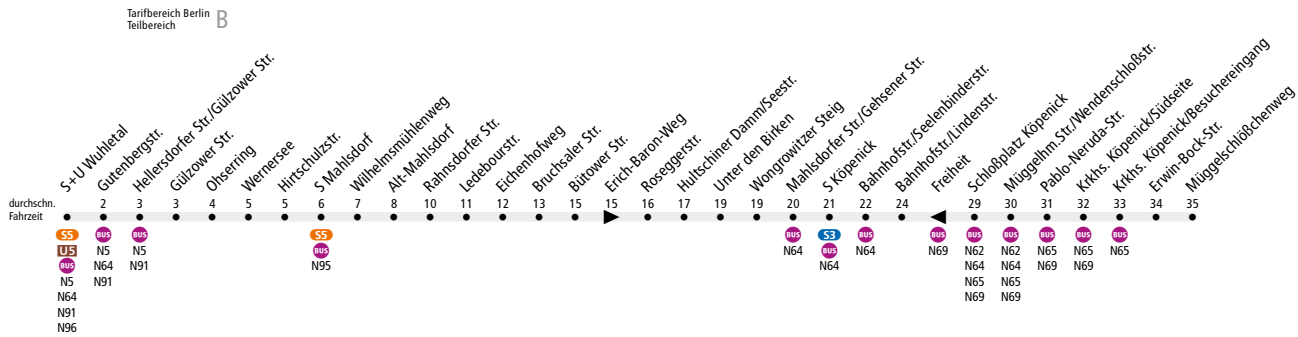 Tarifbereich Berlin
Teilbereich
B
S+U Wuhletal
Gutenbergstr.
Hellersdorfer Str./Gülzower Str.
Gülzower Str.
Ohserring
Wernersee
Hirtschulzstr.
S Mahlsdorf
Wilhelmsmühlenweg
Alt-Mahlsdorf
Rahnsdorfer Str.
Ledebourstr.
Eichenhofweg
Bruchsaler Str.
Bütower Str.
Erich-Baron-Weg
Roseggerstr.
Hultschiner Damm/Seestr.
Unter den Birken
Wongrowitzer Steig
Mahlsdorfer Str./Gehsener Str.
S Köpenick
Bahnhofstr/Seelenbinderstr.
Bahnhofstr./Lindenstr.
Freiheit
Schloßplatz Köpenick
Müggelhm.Str./Wendenschloßstr.
Pablo-Neruda-Str.
Krkhs. Köpenick/Südseite
Krkhs. Köpenick/Besuchereingang
Erwin-Bock-Str.
Müggelschlößchenweg
durchschn.
Fahrzeit
2 3 3 4 5 5 6 7 8 10 11 12 13 15 15 16 17 19 19 20 21 22 24 29 30 31 32 33 34 35
S5
U5
BUS
N5
N64
N91
N96
BUS
N5
N64
N91
BUS
N5
N91
S5
BUS
N95
BUS
N64
S3
BUS
N64
BUS
N64
BUS
N69
BUS
N62
N64
N65
N69
BUS
N62
N64
N65
N69
BUS
N65
N69
BUS
N65
N69
BUS
N65